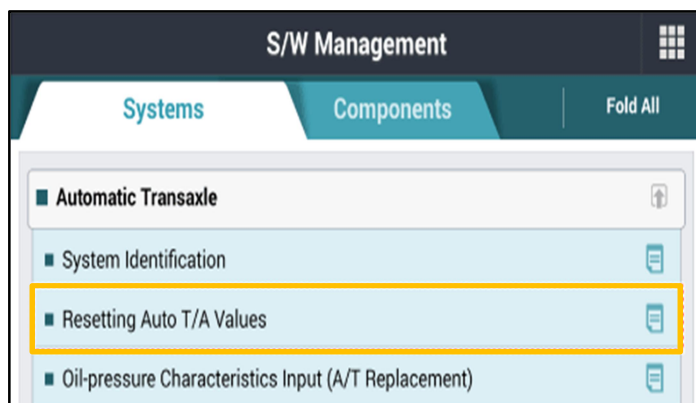 S/W Management
Systems
Components
Fold All
Automatic Transaxle
System Identification
Resetting Auto T/A Values
Oil-pressure Characteristics Input (A/T Replacement)